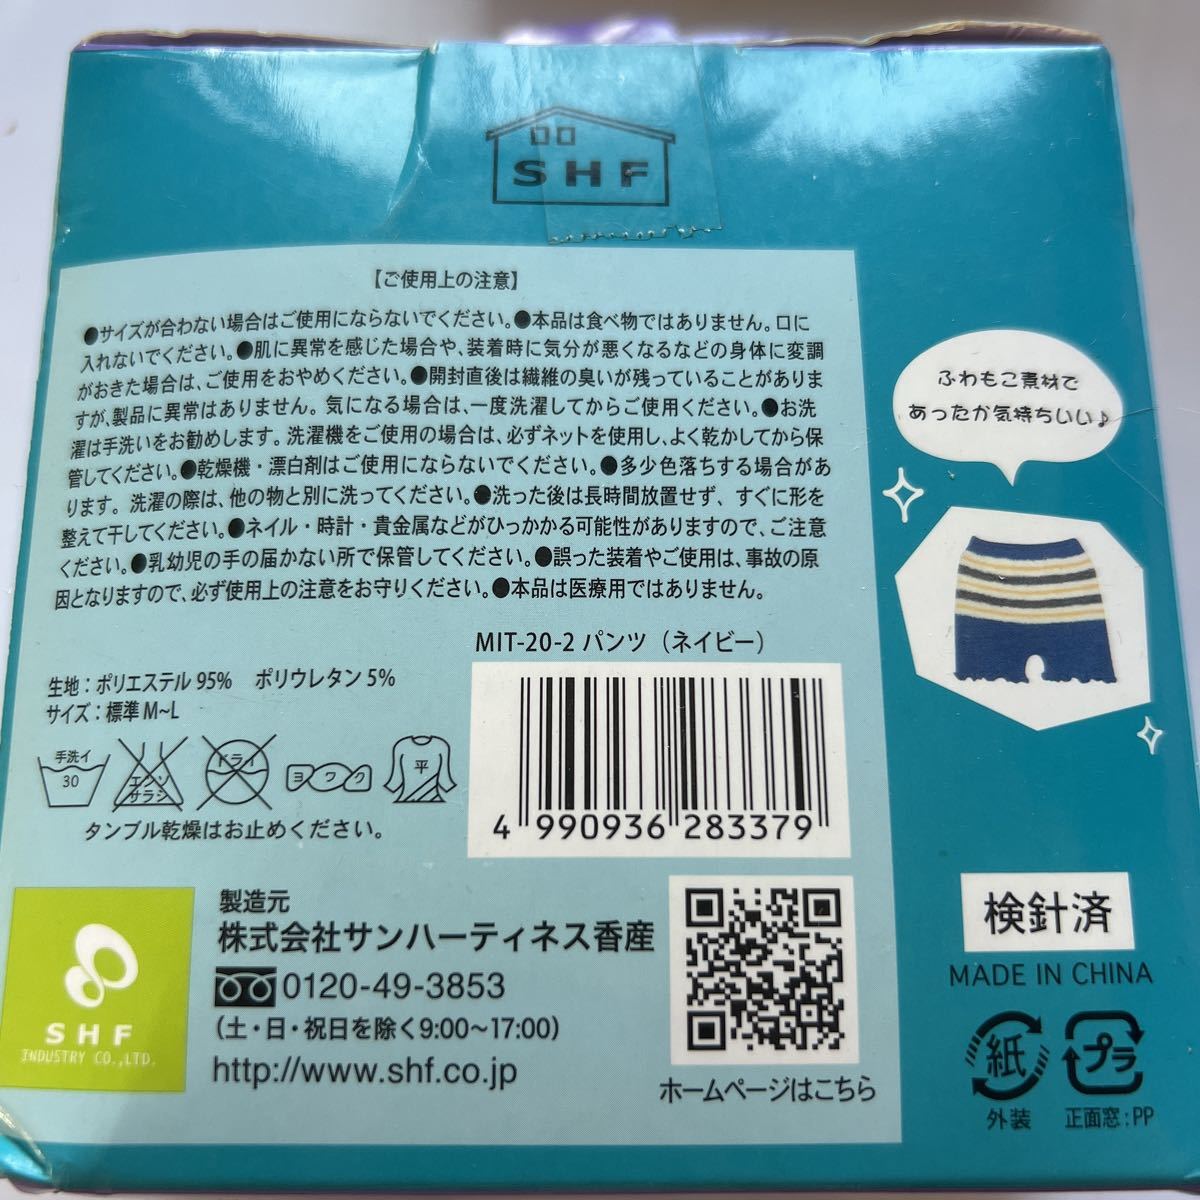 SHF
【ご使用上の注意】
●サイズが合わない場合はご使用にならないでください。●本品は食べ物ではありません。口に
入れないでください。●肌に異常を感じた場合や、装着時に気分が悪くなるなどの身体に変調
がおきた場合は、ご使用をおやめください。●開封直後は繊維の臭いが残っていることがありま
すが、製品に異常はありません。気になる場合は、一度洗濯してからご使用ください。●お洗
濯は手洗いをお勧めします。洗濯機をご使用の場合は、必ずネットを使用し、よく乾かしてから保
管してください。●乾燥機・漂白剤はご使用にならないでください。●多少色落ちする場合があ
ります。洗濯の際は、他の物と別に洗ってください。●洗った後は長時間放置せず、すぐに形を
整えて干してください。●ネイル・時計・貴金属などがひっかかる可能性がありますので、ご注意
ください。●乳幼児の手の届かない所で保管してください。●誤った装着やご使用は、事故の原
因となりますので、必ず使用上の注意をお守りください。●本品は医療用ではありません。
ふわもこ素材で
あったか気持ちいい♪
MIT-20-2 パンツ（ネイビー）
生地：ポリエステル 95%　ポリウレタン 5%
サイズ：標準 M~L
手洗イ
30
エンソ
サラシ
ドライ
ヨワク
平
タンブル乾燥はお止めください。
4 990936 283379
SHF
INDUSTRY CO.,LTD.
製造元
株式会社サンハーティネス香産
0120-49-3853
（土・日・祝日を除く9:00〜17:00）
http://www.shf.co.jp
ホームページはこちら
検針済
MADE IN CHINA
紙
外装
プラ
正面窓：PP